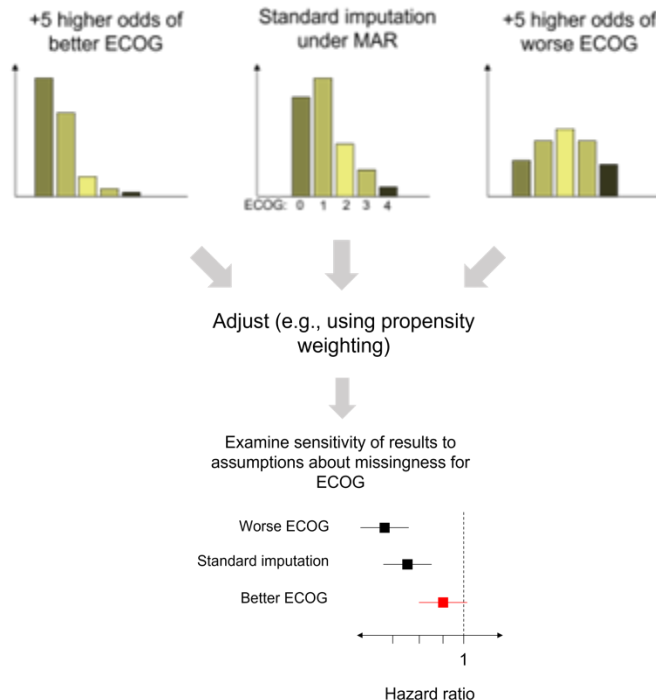 +5 higher odds of
better ECOG
Standard imputation
under MAR
+5 higher odds of
worse ECOG
ECOG: 0 1 2 3 4
Adjust (e.g., using propensity
weighting)
Examine sensitivity of results to
assumptions about missingness for
ECOG
Worse ECOG
Standard imputation
Better ECOG
1
Hazard ratio